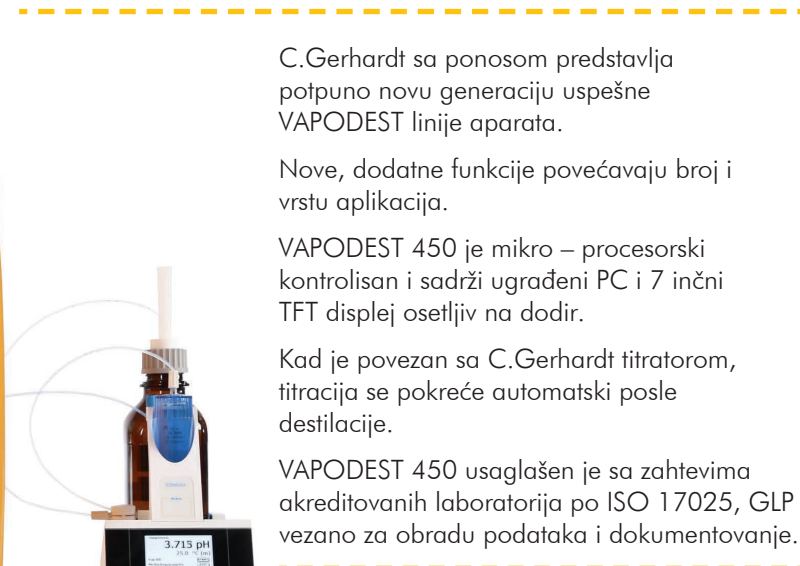 C.Gerhardt sa ponosom predstavlja
potpuno novu generaciju uspešne
VAPODEST linije aparata.
Nove, dodatne funkcije povećavaju broj i
vrstu aplikacija.
VAPODEST 450 je mikro – procesorski
kontrolisan i sadrži ugrađeni PC i 7 inčni
TFT displej osetljiv na dodir.
Kad je povezan sa C.Gerhardt titratorom,
titracija se pokreće automatski posle
destilacije.
VAPODEST 450 usaglašen je sa zahtevima
akreditovanih laboratorija po ISO 17025, GLP
vezano za obradu podataka i dokumentovanje.
3.715 pH
25.0 °C (m)